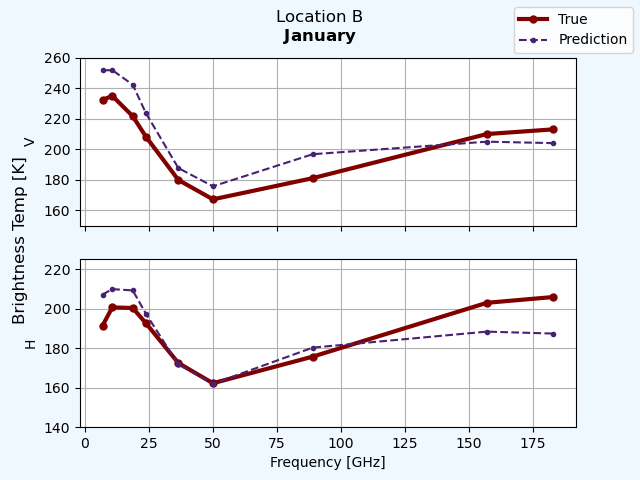 Location B
January
True
Prediction
260
240
220
200
180
160
V
Brightness Temp [K]
220
200
180
160
140
H
0 25 50 75 100 125 150 175
Frequency [GHz]